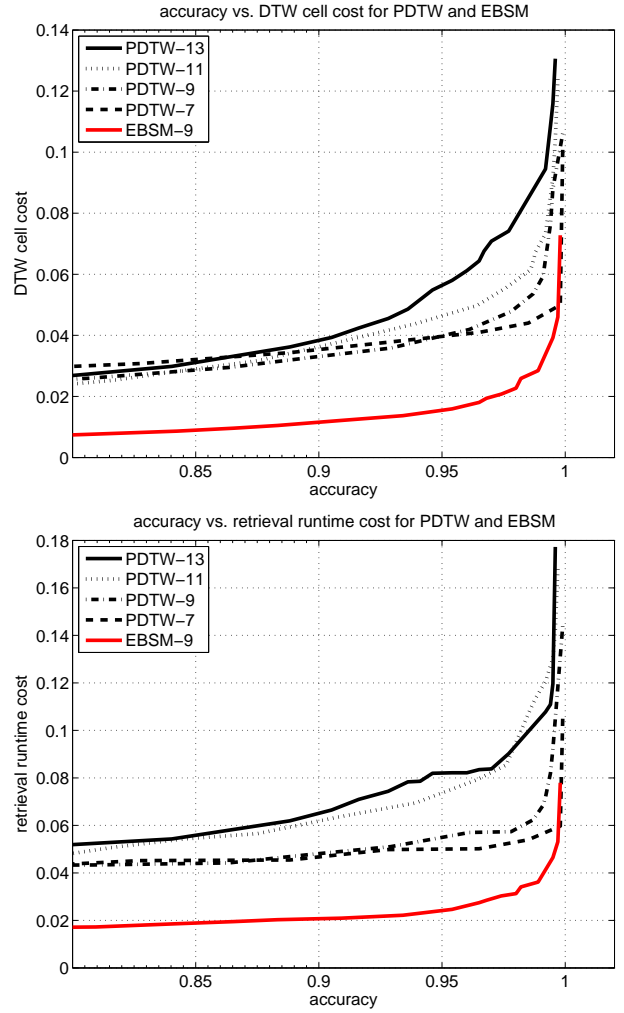 accuracy vs. DTW cell cost for PDTW and EBSM
0.14
0.12
0.1
0.08
0.06
0.04
0.02
0
DTW cell cost
PDTW−13
PDTW−11
PDTW−9
PDTW−7
EBSM−9
0.85 0.9 0.95 1
accuracy
accuracy vs. retrieval runtime cost for PDTW and EBSM
0.18
0.16
0.14
0.12
0.1
0.08
0.06
0.04
0.02
0
retrieval runtime cost
PDTW−13
PDTW−11
PDTW−9
PDTW−7
EBSM−9
0.85 0.9 0.95 1
accuracy